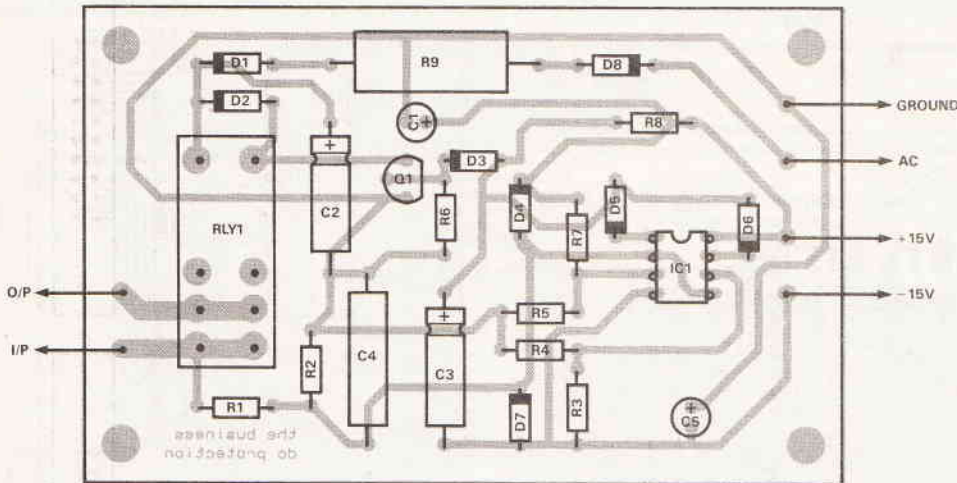 D1
R9
D8
D2
GROUND
C1
R8
AC
D3
Q1
C2
D4
D5
R6
R7
D6
RLY1
+15V
IC1
O/P
-15V
R5
I/P
R2
C4
C3
R4
R1
D7
R3
C5
the business
do protection